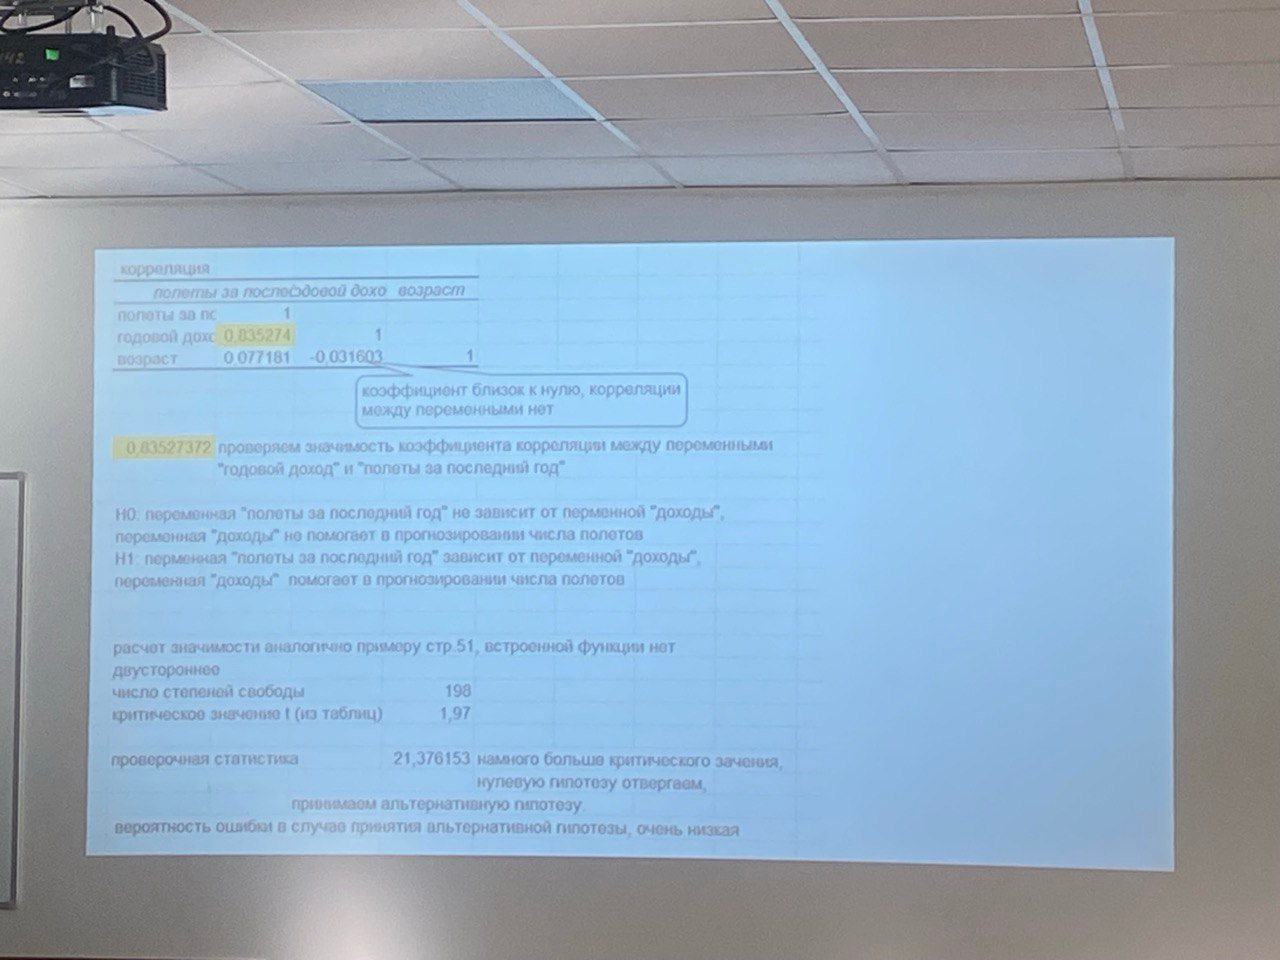 42
корреляция
полеты за последовой дохо возраст
полеты за пс 1
годовой дохс 0,835274 1
возраст 0,077181 -0,031603 1
коэффициент близок к нулю, корреляции
между переменными нет
0,83527372 проверяем значимость коэффициента корреляции между переменными
"годовой доход" и "полеты за последний год"
H0: переменная "полеты за последний год" не зависит от перменной "доходы",
переменная "доходы" не помогает в прогнозировании числа полетов
H1: перменная "полеты за последний год" зависит от переменной "доходы",
переменная "доходы" помогает в прогнозировании числа полетов
расчет значимости аналогично примеру стр.51, встроенной функции нет
двустороннее
число степеней свободы 198
критическое значение t (из таблиц) 1,97
проверочная статистика 21,376153 намного больше критического зачения,
нулевую гипотезу отвергаем,
принимаем альтернативную гипотезу.
вероятность ошибки в случае принятия альтернативной гипотезы, очень низкая